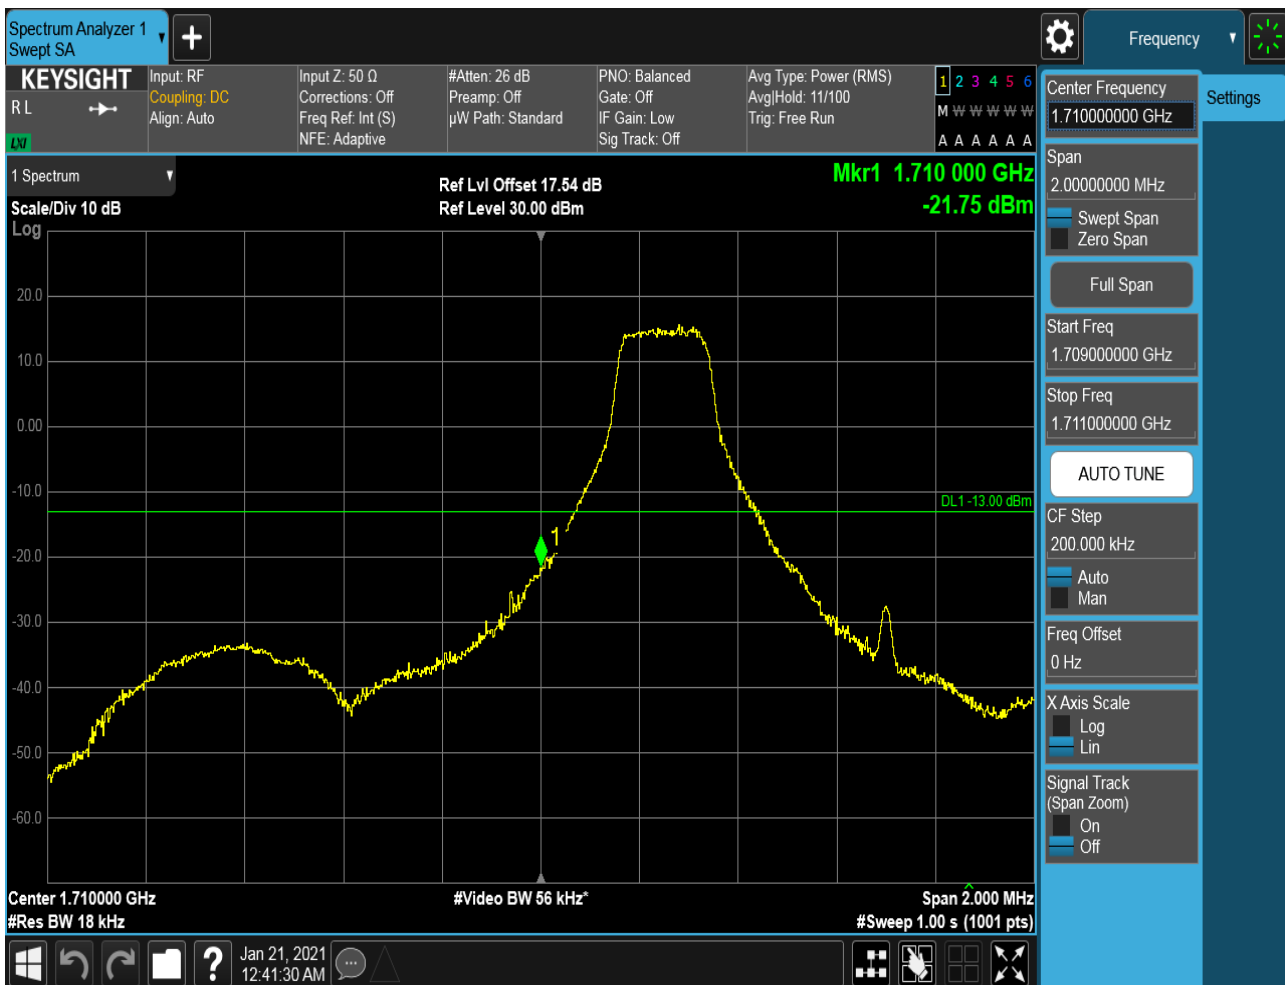 Spectrum Analyzer 1
Swept SA
Frequency
KEYSIGHT
R L
LXI
Input: RF
Coupling: DC
Align: Auto
Input Z: 50 Ω
Corrections: Off
Freq Ref: Int (S)
NFE: Adaptive
#Atten: 26 dB
Preamp: Off
µW Path: Standard
PNO: Balanced
Gate: Off
IF Gain: Low
Sig Track: Off
Avg Type: Power (RMS)
Avg|Hold: 11/100
Trig: Free Run
1 2 3 4 5 6
M W W W W W
A A A A A A
1 Spectrum
Scale/Div 10 dB
Log
Ref Lvl Offset 17.54 dB
Ref Level 30.00 dBm
Mkr1 1.710 000 GHz
-21.75 dBm
20.0
10.0
0.00
-10.0
DL1 -13.00 dBm
1
-20.0
-30.0
-40.0
-50.0
-60.0
Center 1.710000 GHz
#Video BW 56 kHz*
Span 2.000 MHz
#Res BW 18 kHz
#Sweep 1.00 s (1001 pts)
Center Frequency
1.710000000 GHz
Settings
Span
2.00000000 MHz
Swept Span
Zero Span
Full Span
Start Freq
1.709000000 GHz
Stop Freq
1.711000000 GHz
AUTO TUNE
CF Step
200.000 kHz
Auto
Man
Freq Offset
0 Hz
X Axis Scale
Log
Lin
Signal Track
(Span Zoom)
On
Off
?
Jan 21, 2021
12:41:30 AM